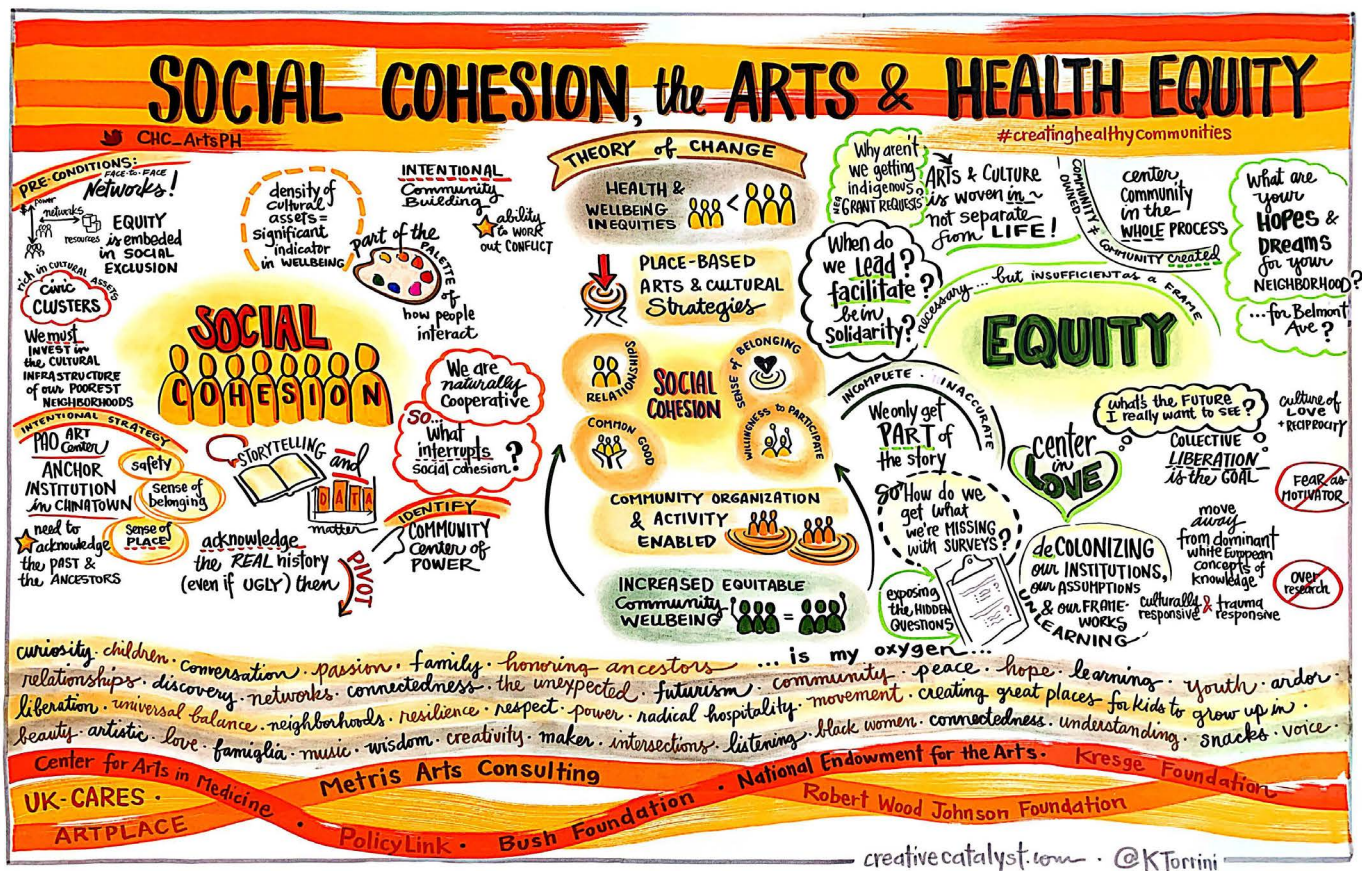 SOCIAL COHESION, the ARTS & HEALTH EQUITY
CHC_ArtsPH
#creatinghealthycommunities
PRE-CONDITIONS:
FACE-to-FACE
Networks!
power
networks
resources
EQUITY
is embeded
in SOCIAL
EXCLUSION
density of
cultural
assets=
significant
indicator
in WELLBEING
INTENTIONAL
Community
Building
ability
to WORK
out CONFLICT
part of the
PALETTE of
how people
interact
rich in CULTURAL ASSETS
civic
CLUSTERS
We must
INVEST in
the CULTURAL
INFRASTRUCTURE
of our POOREST
NEIGHBORHOODS
SOCIAL
COHESION
We are
naturally
Cooperative
SO...
What
interrupts
social cohesion?
INTENTIONAL STRATEGY
PAO ART
Center
ANCHOR
INSTITUTION
in CHINATOWN
safety
sense of
belonging
sense of
PLACE
need to
acknowledge
the PAST &
the ANCESTORS
STORYTELLING and
DATA
matter
acknowledge
the REAL history
(even if UGLY) then
PIVOT
IDENTIFY
COMMUNITY
Center of
POWER
THEORY of CHANGE
HEALTH &
WELLBEING
INEQUITIES
<
PLACE-BASED
ARTS & CULTURAL
Strategies
RELATIONSHIPS
SENSE of BELONGING
SOCIAL
COHESION
COMMON GOOD
WILLINGNESS to PARTICIPATE
COMMUNITY ORGANIZATION
& ACTIVITY
ENABLED
INCREASED EQUITABLE
Community
WELLBEING
=
Why aren't
we getting
indigenous
GRANT REQUESTS?
ARTS & CULTURE
is woven in ~
not separate
from LIFE!
COMMUNITY OWNED
+ COMMUNITY Created
center
Community
in the
WHOLE PROCESS
What are
your
HOPES &
DREAMS
for your
NEIGHBORHOOD?
...for Belmont
Ave?
When do
we Lead?
facilitate?
be in
Solidarity?
necessary... but INSUFFICIENT as a FRAME
EQUITY
INCOMPLETE · INACCURATE
We only get
PART of
the story
SO How do we
get what
we're MISSING
with SURVEYS?
exposing
the HIDDEN
QUESTIONS
center
in
LOVE
what's the FUTURE
I really want to SEE?
COLLECTIVE
LIBERATION
is the GOAL
culture of
LOVE
+ RECIPROCITY
FEAR as
MOTIVATOR
deCOLONIZING
our INSTITUTIONS,
our ASSUMPTIONS
& our FRAME-
WORKS
UNLEARNING
move
away
from dominant
white European
concepts of
knowledge
culturally & trauma
responsive responsive
over
research
curiosity · children · conversation · passion · family · honoring ancestors ... is my oxygen...
relationships · discovery · networks · connectedness · the unexpected · futurism · community · peace · hope · learning · youth · ardor ·
liberation · universal balance · neighborhoods · resilience · respect · power · radical hospitality · movement · creating great places for kids to grow up in ·
beauty · artistic · love · famiglia · music · wisdom · creativity · maker · intersections · listening · black women · connectedness · understanding · snacks · voice ·
Center for Arts in Medicine · Metris Arts Consulting · National Endowment for the Arts · Kresge Foundation
UK-CARES ·
ARTPLACE · PolicyLink · Bush Foundation · Robert Wood Johnson Foundation
creativecatalyst.com · @KTorrini